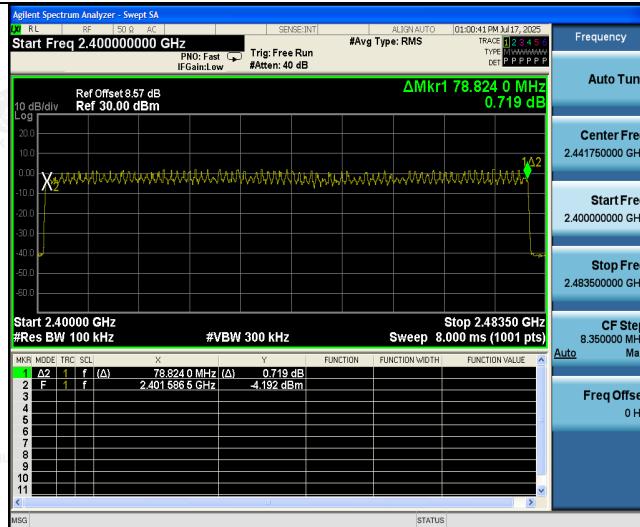 Agilent Spectrum Analyzer - Swept SA
LXI RL RF 50 Ω AC SENSE:INT ALIGN AUTO 01:00:41 PM Jul 17, 2025
Start Freq 2.400000000 GHz
#Avg Type: RMS
TRACE 1 2 3 4 5 6
PNO: Fast
Trig: Free Run
TYPE M W W W W W
IFGain:Low
#Atten: 40 dB
DET P P P P P P
Frequency
Auto Tun
Center Fre
2.441750000 GH
Start Fre
2.400000000 GH
Stop Fre
2.483500000 GH
CF Ste
8.350000 MH
Auto Ma
Freq Offse
0 H
ΔMkr1 78.824 0 MHz
0.719 dB
Ref Offset 8.57 dB
10 dB/div Ref 30.00 dBm
Log
20.0
10.0
0.00
-10.0
-20.0
-30.0
-40.0
-50.0
-60.0
1Δ2
2
Start 2.40000 GHz Stop 2.48350 GHz
#Res BW 100 kHz #VBW 300 kHz Sweep 8.000 ms (1001 pts)
MKR MODE TRC SCL X Y FUNCTION FUNCTION WIDTH FUNCTION VALUE
1 Δ2 1 f (Δ) 78.824 0 MHz (Δ) 0.719 dB
2 F 1 f 2.401 586 5 GHz -4.192 dBm
3
4
5
6
7
8
9
10
11
MSG STATUS